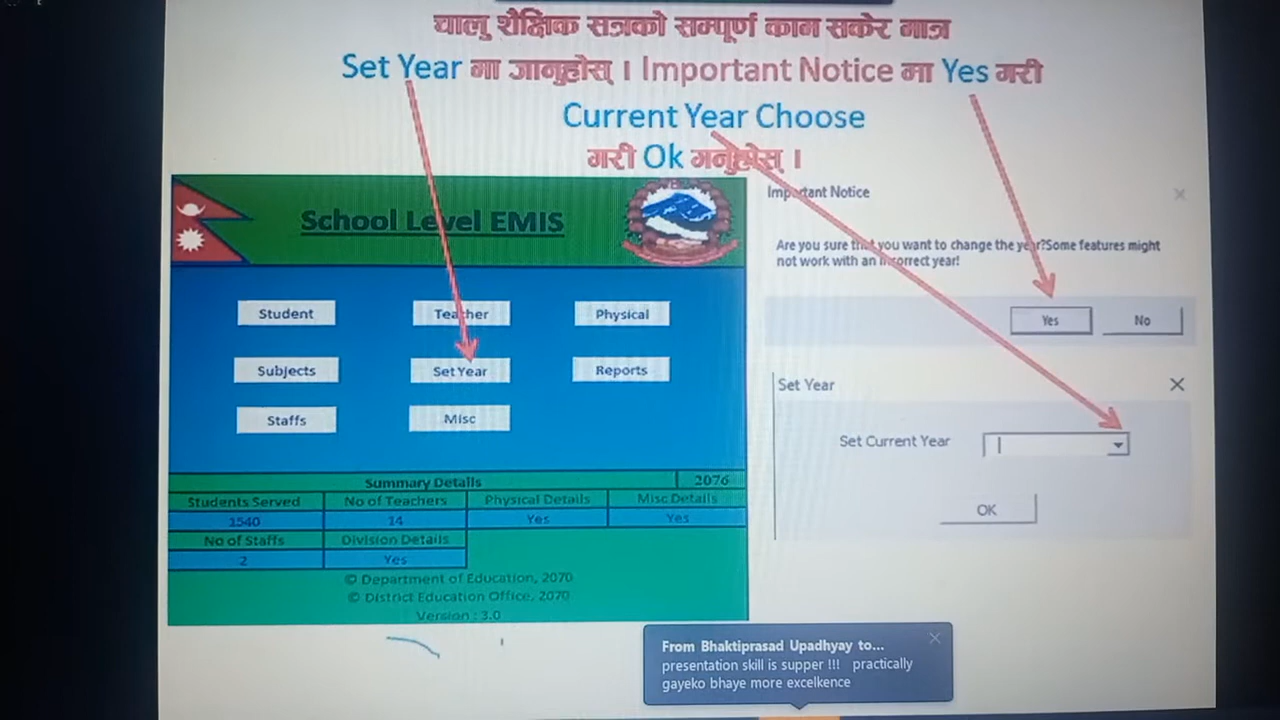 चालु शैक्षिक सत्रको सम्पूर्ण काम सकेर मात्र
Set Year मा जानुहोस् । Important Notice मा Yes गरी
Current Year Choose
गरी Ok गर्नुहोस् ।
School Level EMIS
Student
Teacher
Physical
Subjects
Set Year
Reports
Staffs
Misc
Summary Details 2076
Students Served No of Teachers Physical Details Misc Details
1540 14 Yes Yes
No of Staffs Division Details
2 Yes
© Department of Education, 2070
© District Education Office, 2070
Version : 3.0
Important Notice
Are you sure that you want to change the year?Some features might
not work with an incorrect year!
Yes No
Set Year
Set Current Year
OK
From Bhaktiprasad Upadhyay to...
presentation skill is supper !!! practically
gayeko bhaye more excelkence